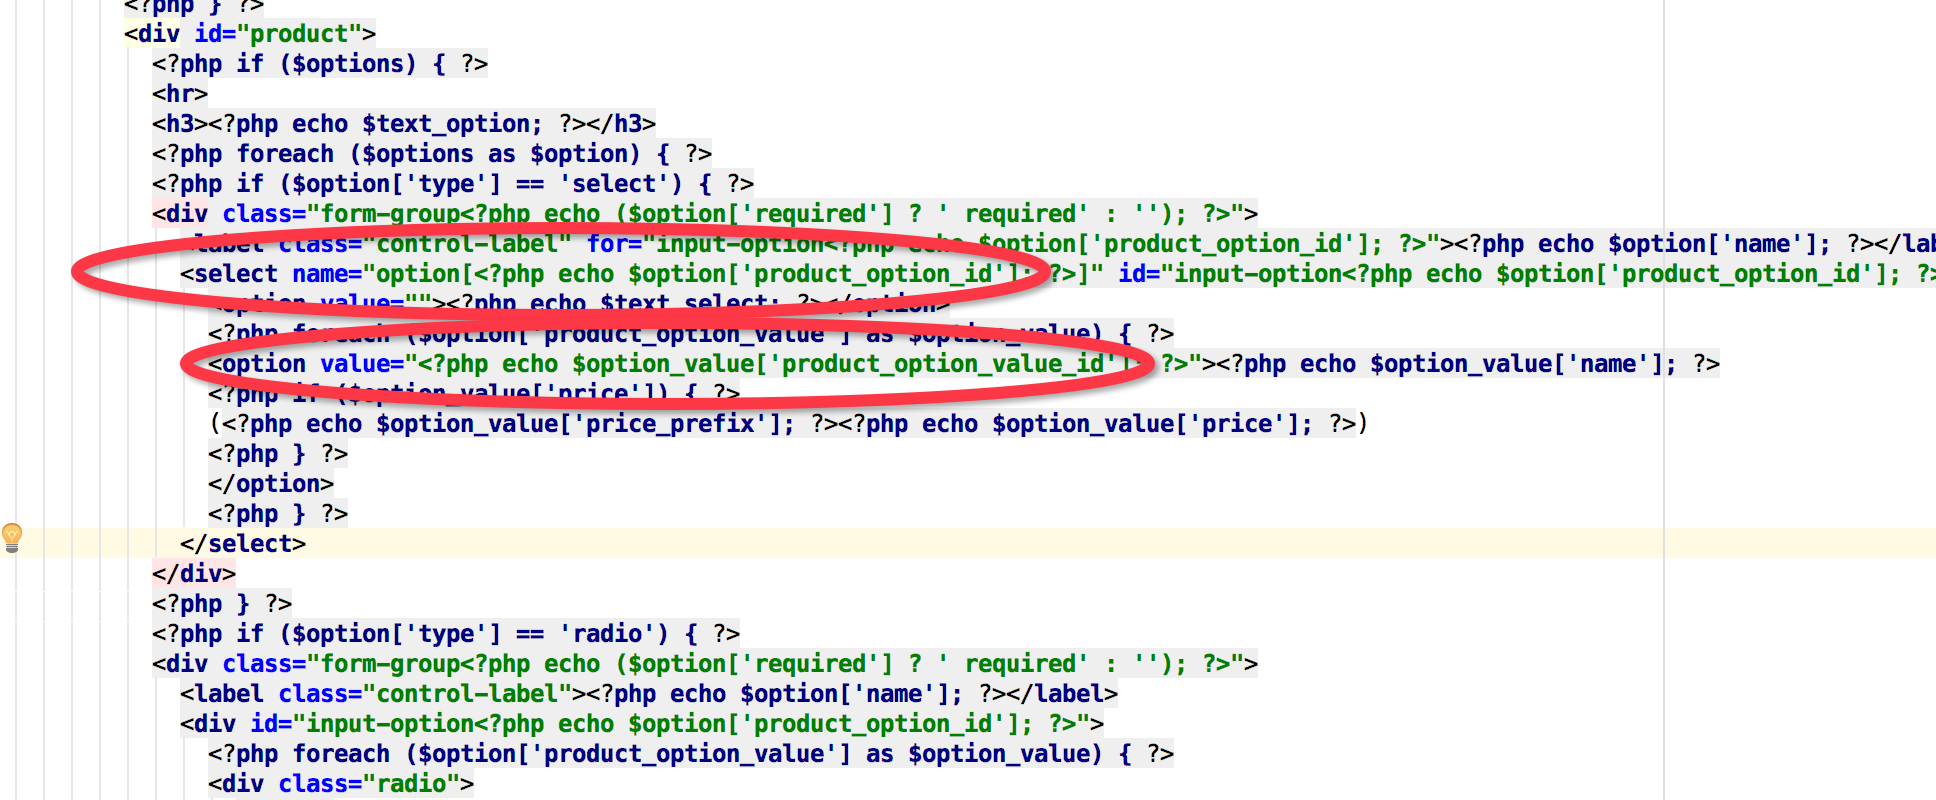 <?php } ?>
<div id="product">
<?php if ($options) { ?>
<hr>
<h3><?php echo $text_option; ?></h3>
<?php foreach ($options as $option) { ?>
<?php if ($option['type'] == 'select') { ?>
<div class="form-group<?php echo ($option['required'] ? ' required' : ''); ?>">
<label class="control-label" for="input-option<?php echo $option['product_option_id']; ?>"><?php echo $option['name']; ?></lab
<select name="option[<?php echo $option['product_option_id']; ?>]" id="input-option<?php echo $option['product_option_id']; ?>
<option value=""><?php echo $text_select; ?></option>
<?php foreach ($option['product_option_value'] as $option_value) { ?>
<option value="<?php echo $option_value['product_option_value_id']; ?>"><?php echo $option_value['name']; ?>
<?php if ($option_value['price']) { ?>
(<?php echo $option_value['price_prefix']; ?><?php echo $option_value['price']; ?>)
<?php } ?>
</option>
<?php } ?>
</select>
</div>
<?php } ?>
<?php if ($option['type'] == 'radio') { ?>
<div class="form-group<?php echo ($option['required'] ? ' required' : ''); ?>">
<label class="control-label"><?php echo $option['name']; ?></label>
<div id="input-option<?php echo $option['product_option_id']; ?>">
<?php foreach ($option['product_option_value'] as $option_value) { ?>
<div class="radio">